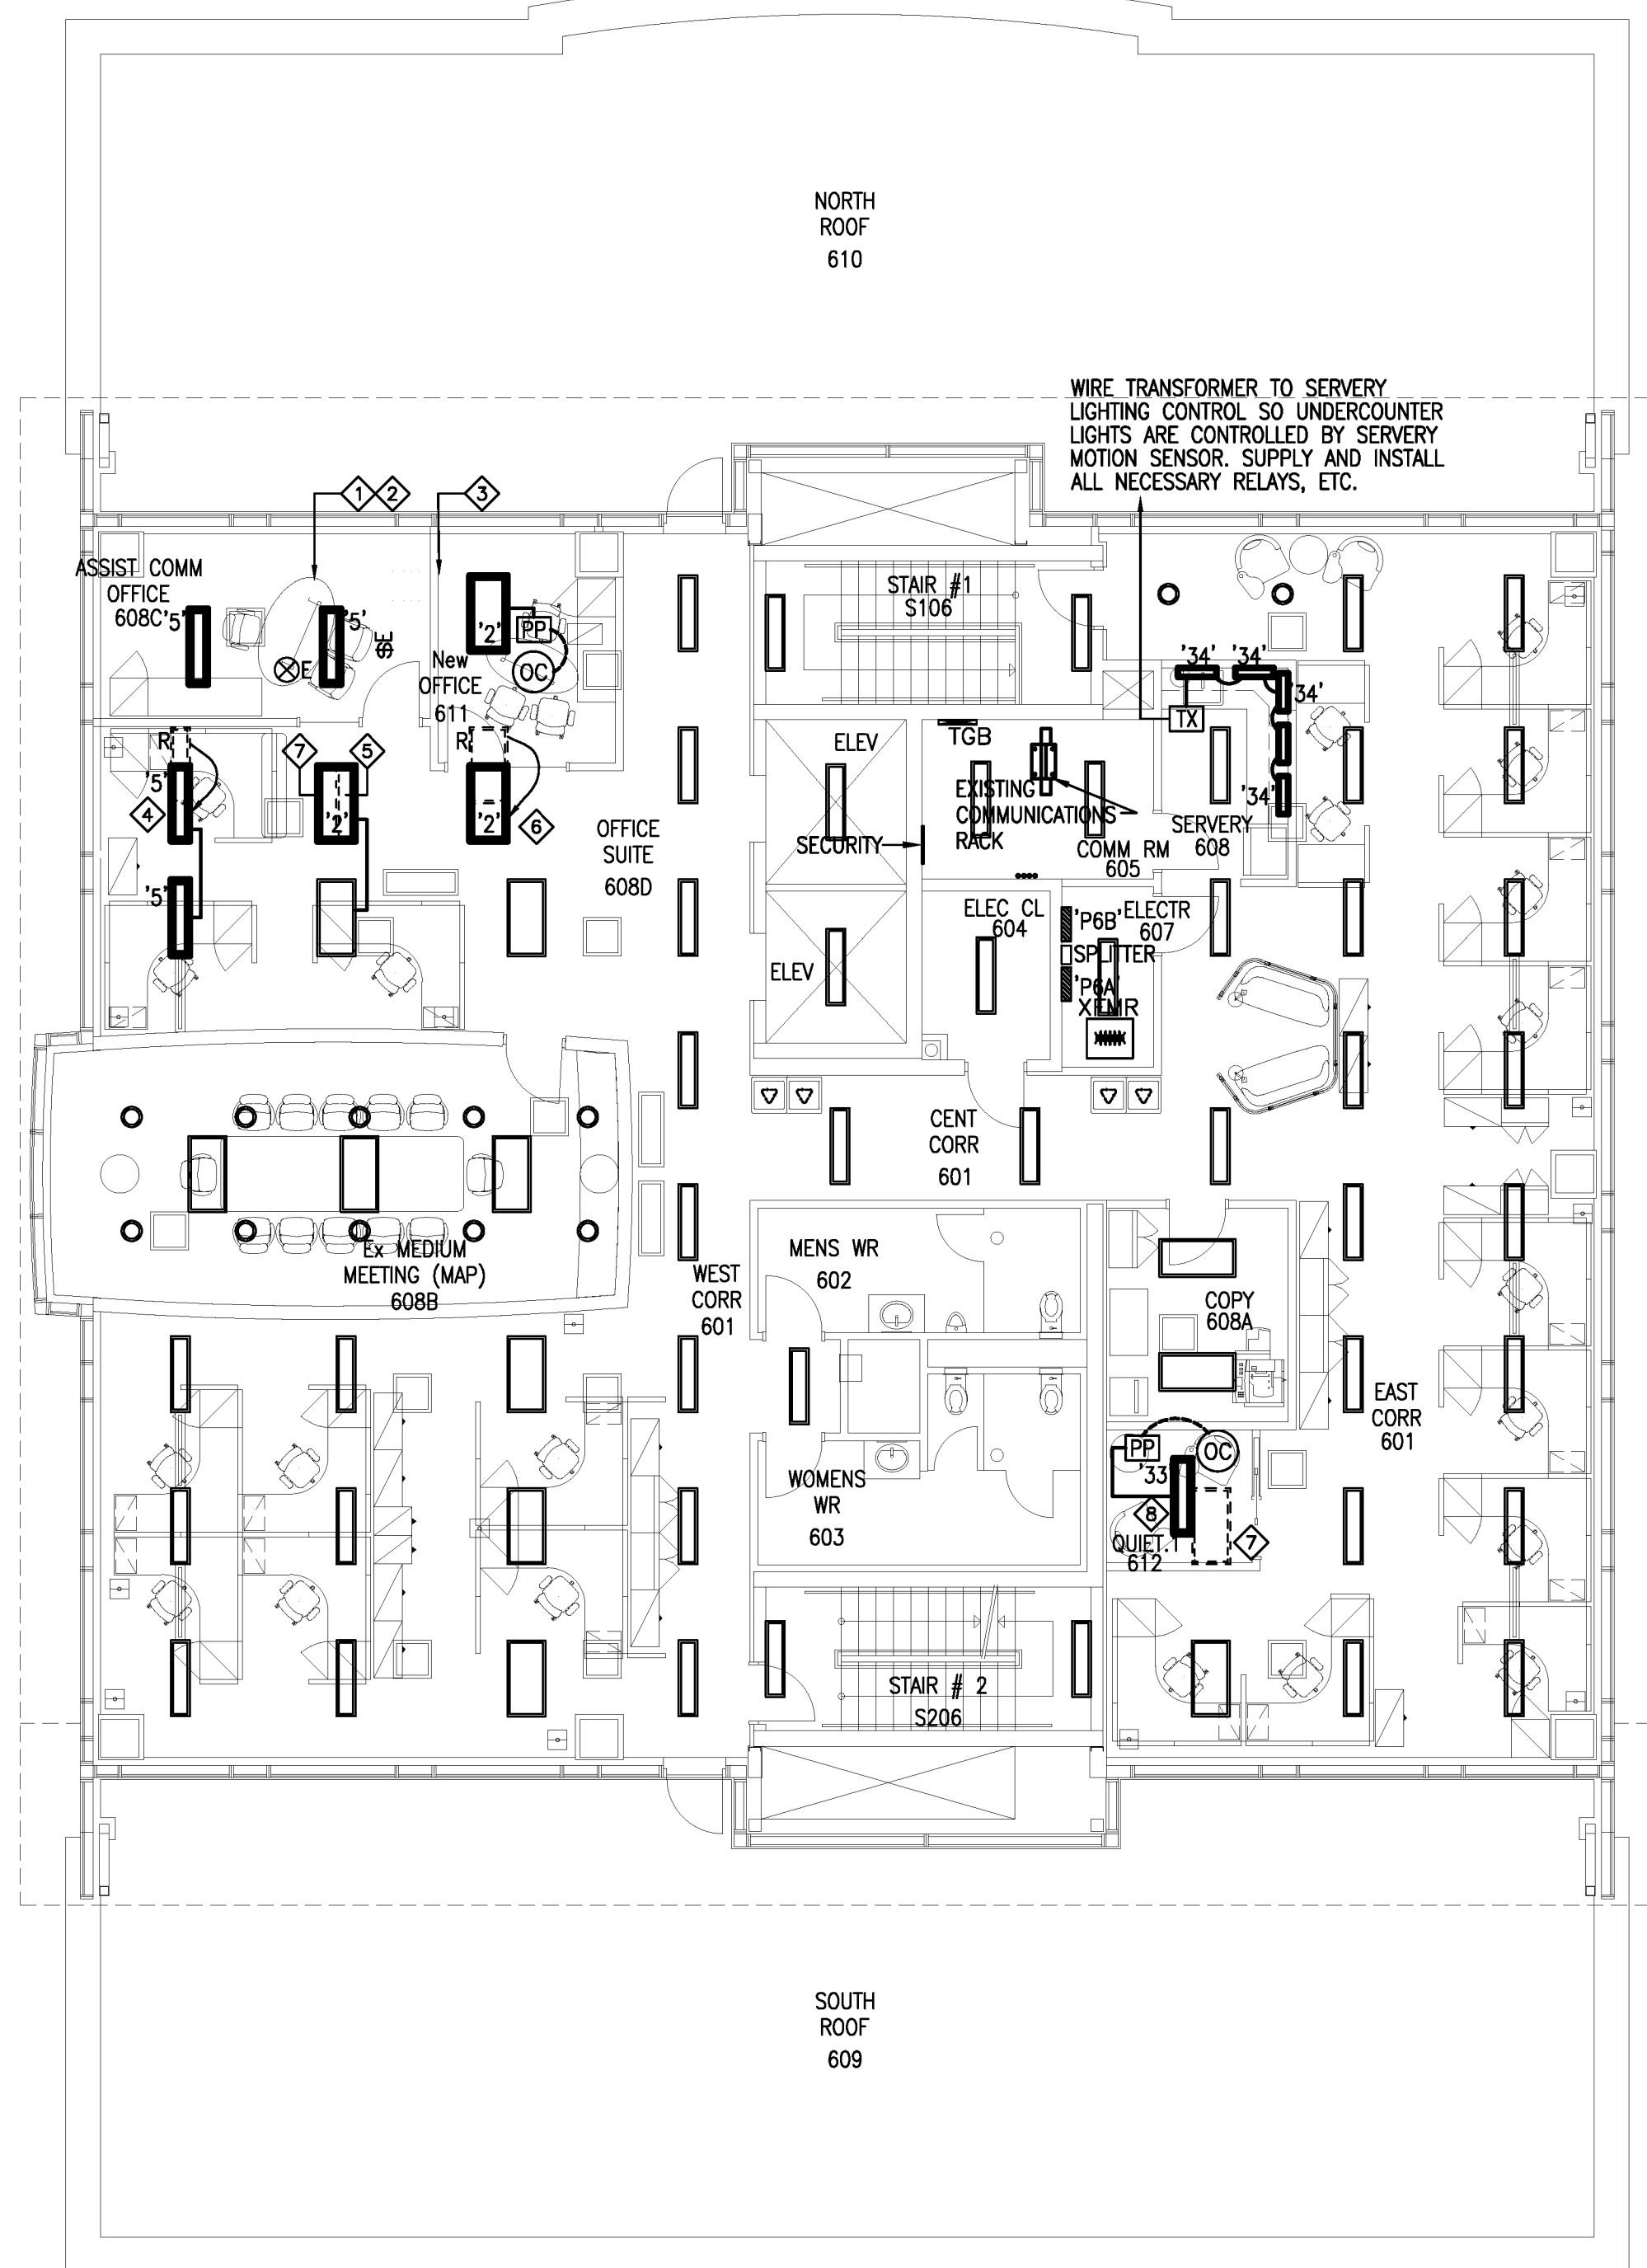 NORTH
ROOF
610
WIRE TRANSFORMER TO SERVERY
LIGHTING CONTROL SO UNDERCOUNTER
LIGHTS ARE CONTROLLED BY SERVERY
MOTION SENSOR. SUPPLY AND INSTALL
ALL NECESSARY RELAYS, ETC.
1
2
3
ASSIST COMM
OFFICE
608C
'5'
'5'
E
$E
'2'
PP
OC
New
OFFICE
611
STAIR #1
S106
'34'
'34'
'34'
'34'
TX
R
R
7
5
'5'
4
'2'
'2'
6
'5'
OFFICE
SUITE
608D
ELEV
TGB
EXISTING
COMMUNICATIONS
RACK
SECURITY
COMM RM
605
SERVERY
608
ELEV
ELEC CL
604
'P6B'
ELECTR
607
SPLITTER
'P6A'
XFMR
CENT
CORR
601
Ex MEDIUM
MEETING (MAP)
608B
WEST
CORR
601
MENS WR
602
COPY
608A
EAST
CORR
601
WOMENS
WR
603
PP
OC
'33'
8
7
QUIET.1
612
STAIR # 2
S206
SOUTH
ROOF
609